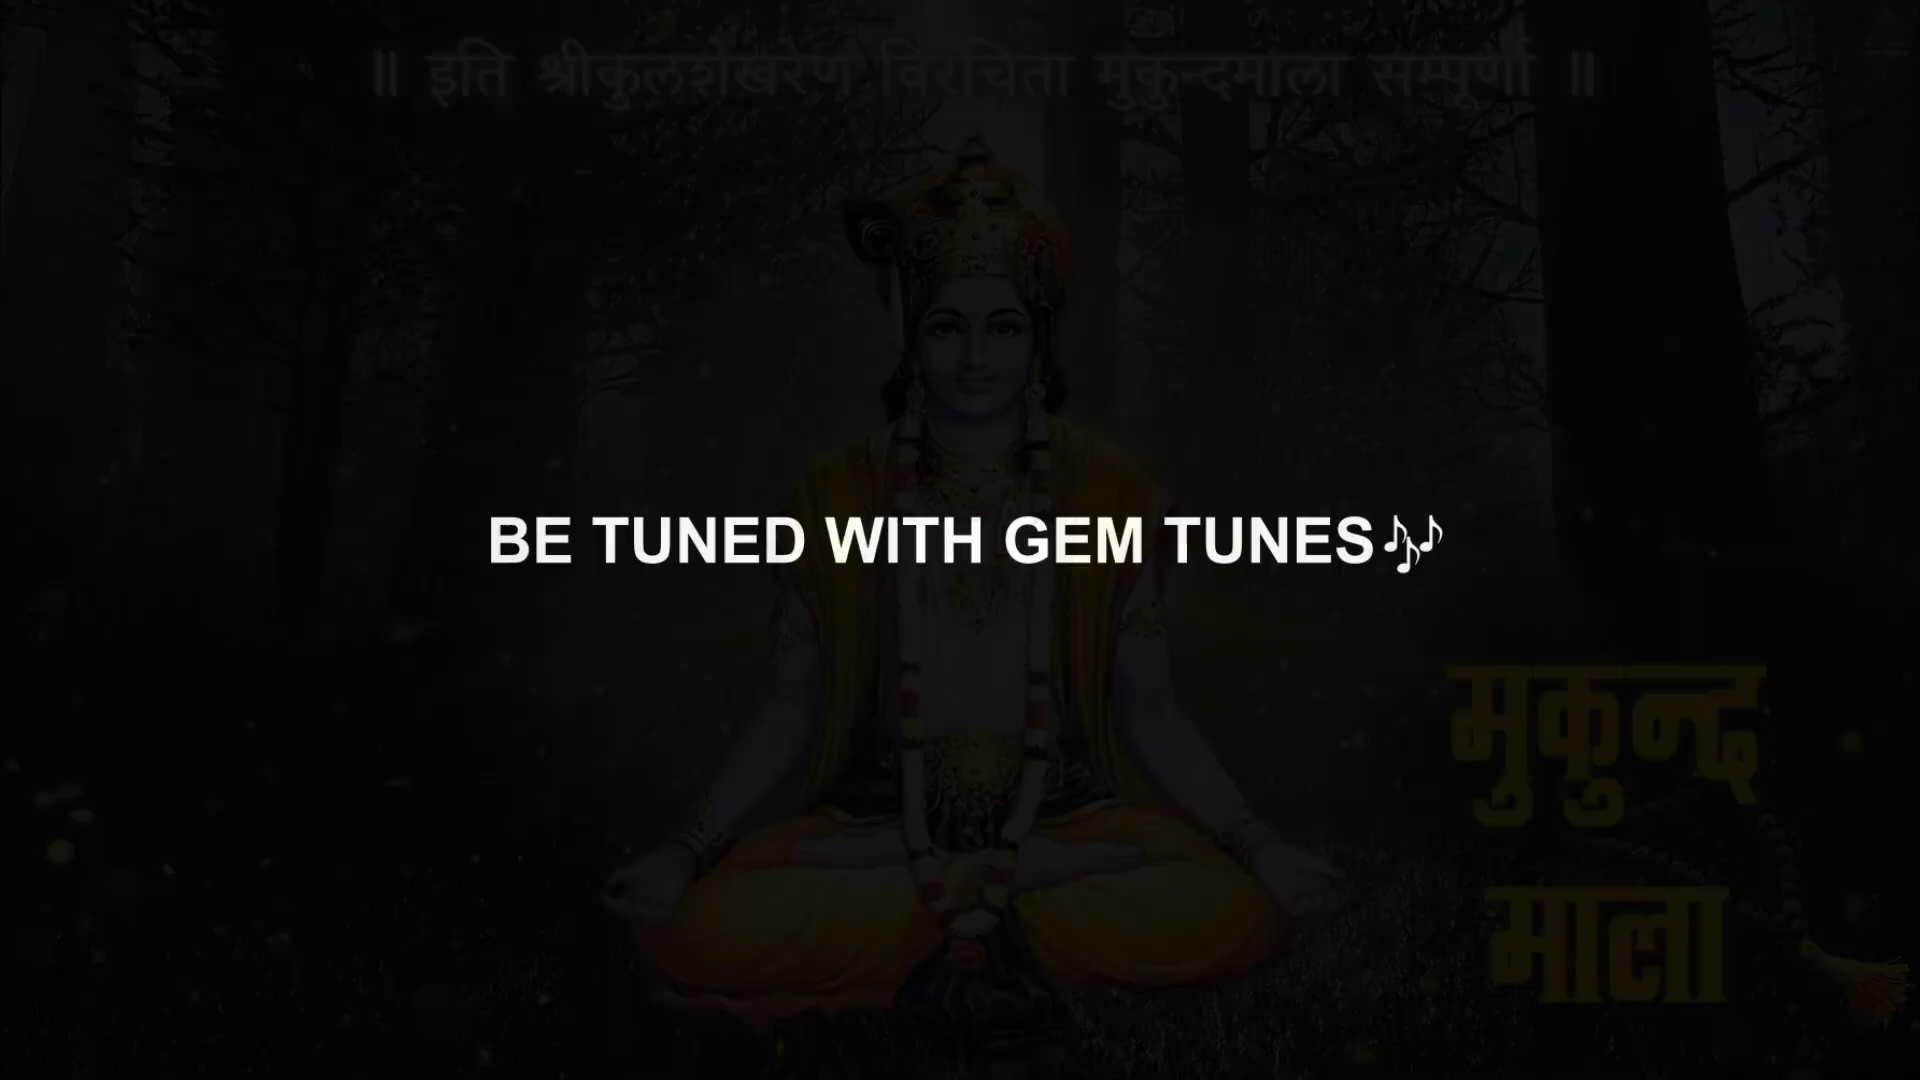 ॥ इति श्रीकुलशेखरेण विरचिता मुकुन्दमाला सम्पूर्णा ॥
BE TUNED WITH GEM TUNES🎶
मुकुन्द
माला